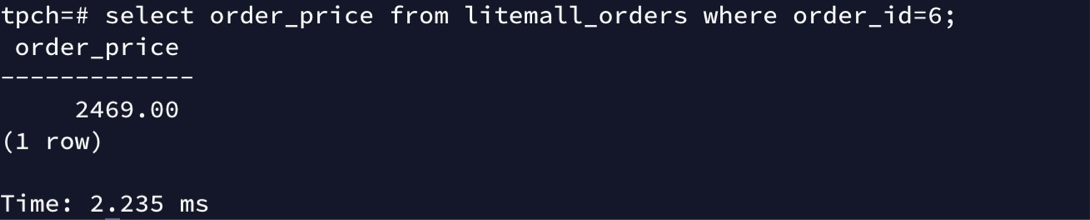 tpch=# select order_price from litemall_orders where order_id=6;
 order_price
-------------
     2469.00
(1 row)

Time: 2.235 ms